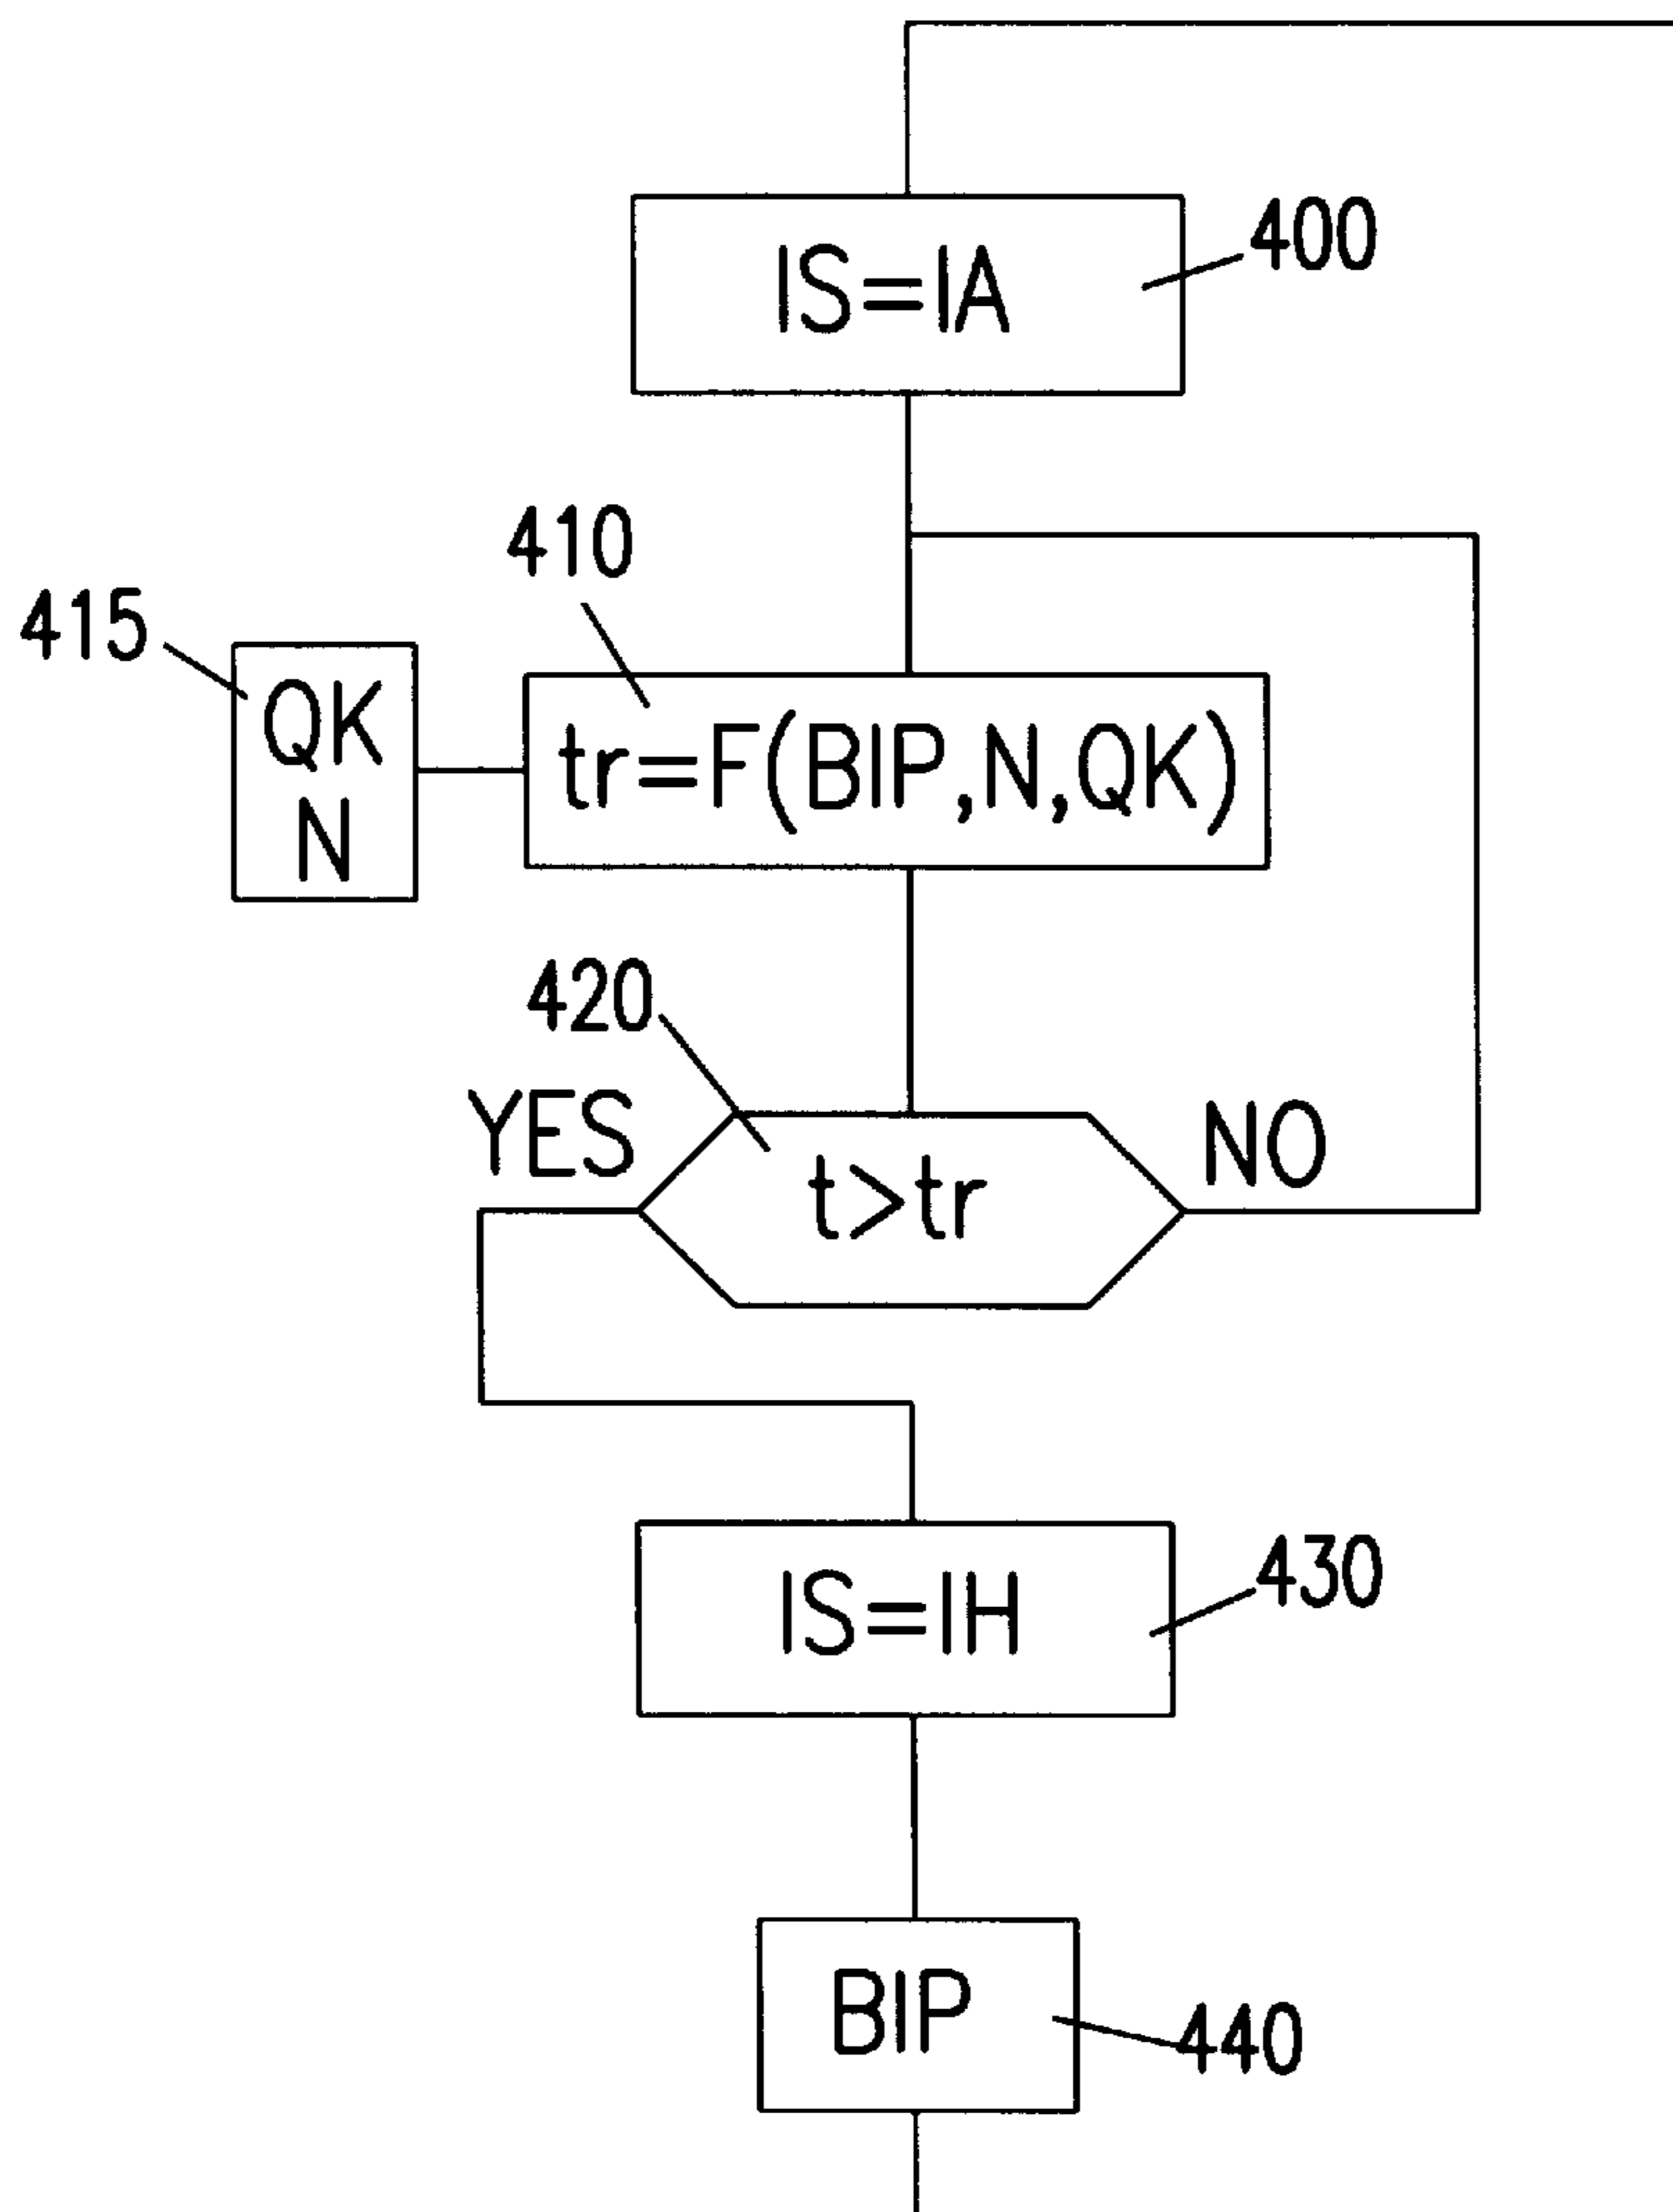 400
IS=IA
410
415
QK
N
tr=F(BIP,N,QK)
420
YES
NO
t>tr
430
IS=IH
BIP
440